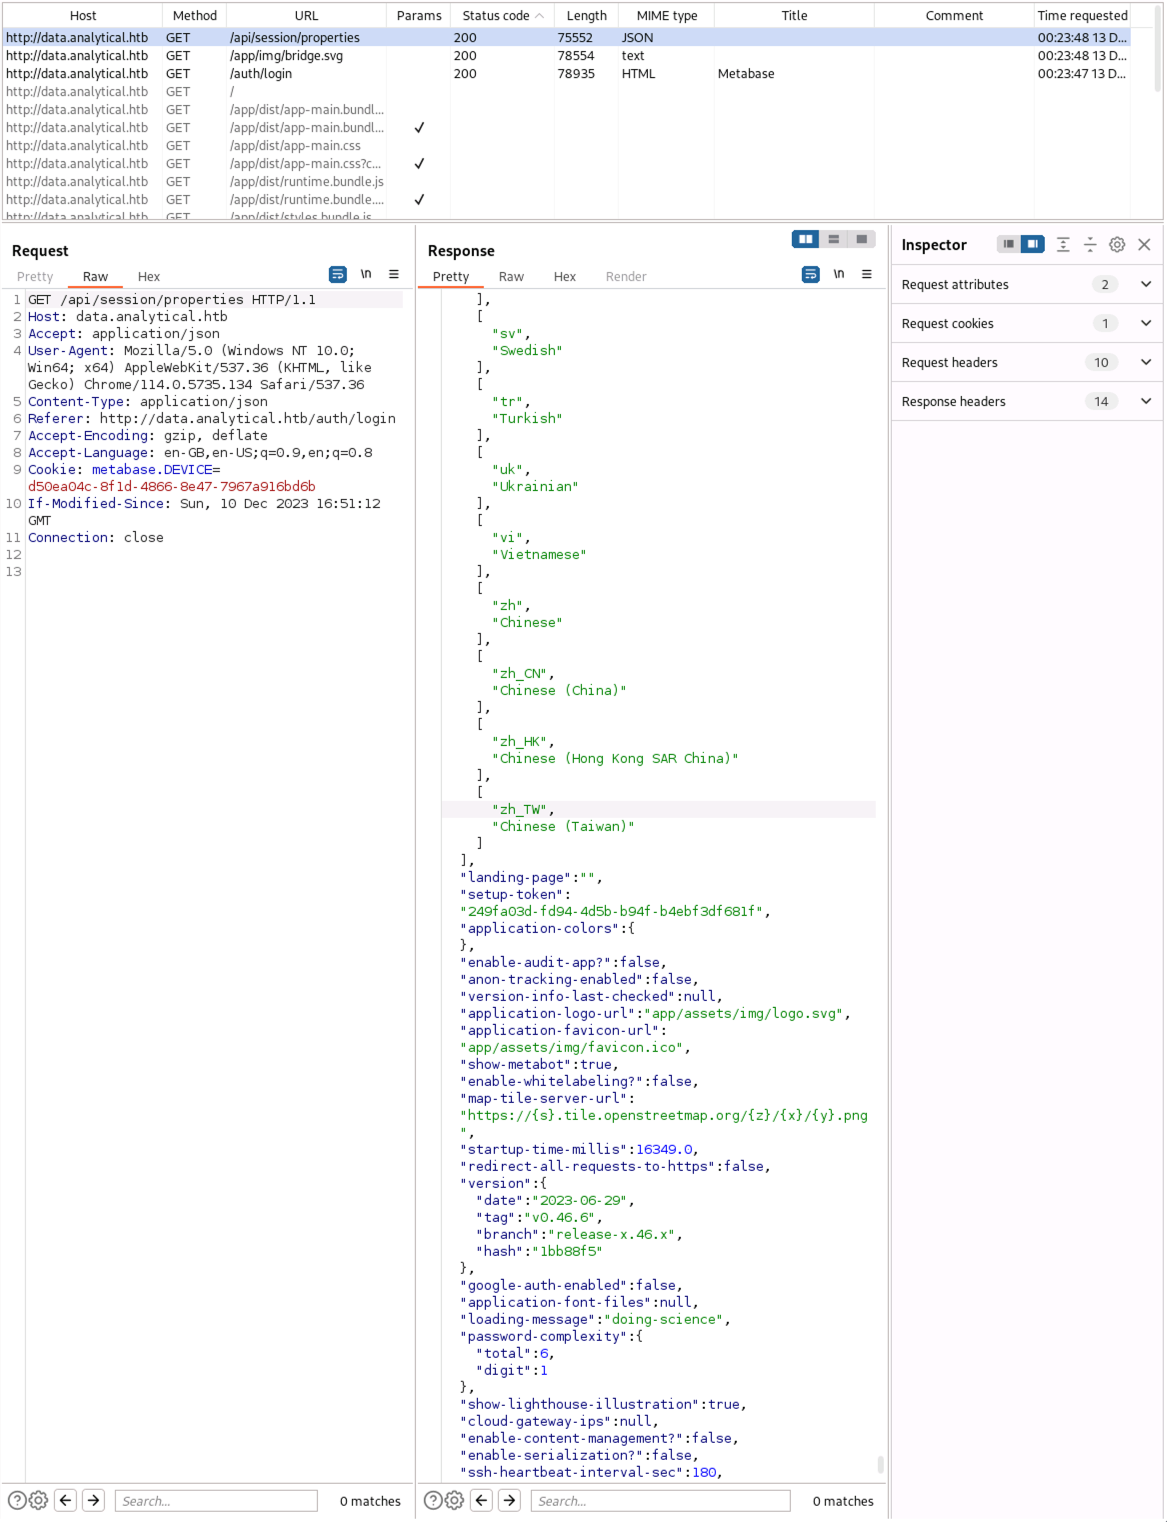 Host Method URL Params Status code Length MIME type Title Comment Time requested
http://data.analytical.htb GET /api/session/properties 200 75552 JSON 00:23:48 13 D...
http://data.analytical.htb GET /app/img/bridge.svg 200 78554 text 00:23:48 13 D...
http://data.analytical.htb GET /auth/login 200 78935 HTML Metabase 00:23:47 13 D...
http://data.analytical.htb GET /
http://data.analytical.htb GET /app/dist/app-main.bundl...
http://data.analytical.htb GET /app/dist/app-main.bundl... ✓
http://data.analytical.htb GET /app/dist/app-main.css
http://data.analytical.htb GET /app/dist/app-main.css?c... ✓
http://data.analytical.htb GET /app/dist/runtime.bundle.js
http://data.analytical.htb GET /app/dist/runtime.bundle.... ✓
http://data.analytical.htb GET /app/dist/styles.bundle.js
Request
Pretty Raw Hex \n
1 GET /api/session/properties HTTP/1.1
2 Host: data.analytical.htb
3 Accept: application/json
4 User-Agent: Mozilla/5.0 (Windows NT 10.0;
Win64; x64) AppleWebKit/537.36 (KHTML, like
Gecko) Chrome/114.0.5735.134 Safari/537.36
5 Content-Type: application/json
6 Referer: http://data.analytical.htb/auth/login
7 Accept-Encoding: gzip, deflate
8 Accept-Language: en-GB,en-US;q=0.9,en;q=0.8
9 Cookie: metabase.DEVICE=
d50ea04c-8f1d-4866-8e47-7967a916bd6b
10 If-Modified-Since: Sun, 10 Dec 2023 16:51:12
GMT
11 Connection: close
12
13
0 matches
Search...
Response
Pretty Raw Hex Render \n
],
[
"sv",
"Swedish"
],
[
"tr",
"Turkish"
],
[
"uk",
"Ukrainian"
],
[
"vi",
"Vietnamese"
],
[
"zh",
"Chinese"
],
[
"zh_CN",
"Chinese (China)"
],
[
"zh_HK",
"Chinese (Hong Kong SAR China)"
],
[
"zh_TW",
"Chinese (Taiwan)"
]
],
"landing-page":"",
"setup-token":
"249fa03d-fd94-4d5b-b94f-b4ebf3df681f",
"application-colors":{
},
"enable-audit-app?":false,
"anon-tracking-enabled":false,
"version-info-last-checked":null,
"application-logo-url":"app/assets/img/logo.svg",
"application-favicon-url":
"app/assets/img/favicon.ico",
"show-metabot":true,
"enable-whitelabeling?":false,
"map-tile-server-url":
"https://{s}.tile.openstreetmap.org/{z}/{x}/{y}.png
",
"startup-time-millis":16349.0,
"redirect-all-requests-to-https":false,
"version":{
"date":"2023-06-29",
"tag":"v0.46.6",
"branch":"release-x.46.x",
"hash":"1bb88f5"
},
"google-auth-enabled":false,
"application-font-files":null,
"loading-message":"doing-science",
"password-complexity":{
"total":6,
"digit":1
},
"show-lighthouse-illustration":true,
"cloud-gateway-ips":null,
"enable-content-management?":false,
"enable-serialization?":false,
"ssh-heartbeat-interval-sec":180,
Search...
0 matches
Inspector
Request attributes 2
Request cookies 1
Request headers 10
Response headers 14